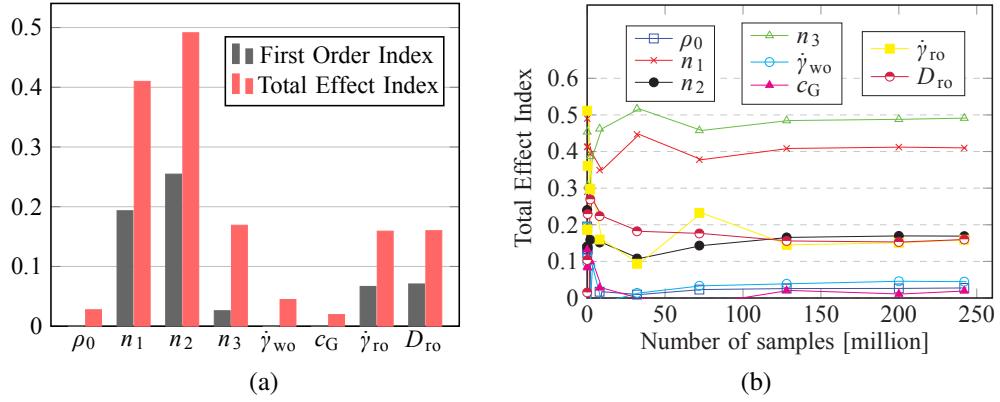 0.5
0.4
0.3
0.2
0.1
0
First Order Index
Total Effect Index
ρ0 n1 n2 n3 γ̇wo cG γ̇ro Dro
(a)
Total Effect Index
0.6
0.5
0.4
0.3
0.2
0.1
0
ρ0
n1
n2
n3
γ̇wo
cG
γ̇ro
Dro
0 50 100 150 200 250
Number of samples [million]
(b)